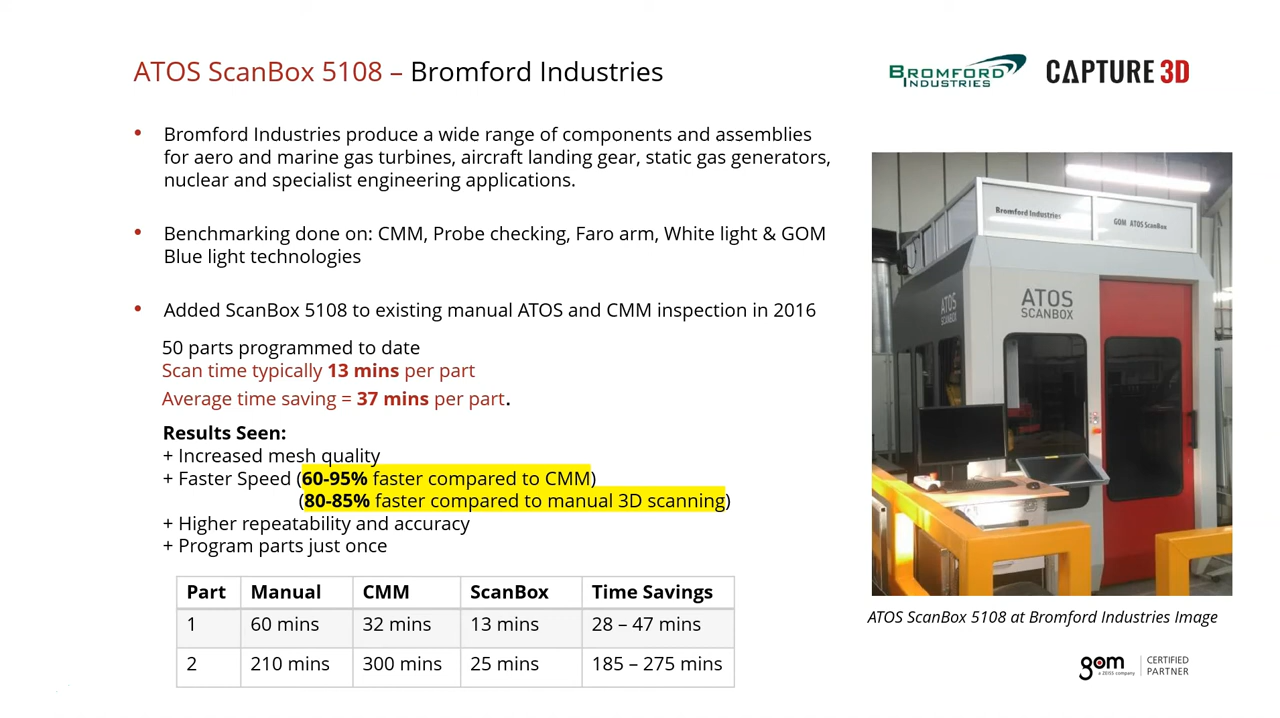 ATOS ScanBox 5108 – Bromford Industries
BROMFORD
INDUSTRIES
CAPTURE 3D
• Bromford Industries produce a wide range of components and assemblies
for aero and marine gas turbines, aircraft landing gear, static gas generators,
nuclear and specialist engineering applications.
• Benchmarking done on: CMM, Probe checking, Faro arm, White light & GOM
Blue light technologies
• Added ScanBox 5108 to existing manual ATOS and CMM inspection in 2016
50 parts programmed to date
Scan time typically 13 mins per part
Average time saving = 37 mins per part.
Results Seen:
+ Increased mesh quality
+ Faster Speed (60-95% faster compared to CMM)
(80-85% faster compared to manual 3D scanning)
+ Higher repeatability and accuracy
+ Program parts just once
Part Manual CMM ScanBox Time Savings
1 60 mins 32 mins 13 mins 28 – 47 mins
2 210 mins 300 mins 25 mins 185 – 275 mins
Bromford Industries
GOM ATOS ScanBox
ATOS
SCANBOX
ATOS
SCANBOX
ATOS ScanBox 5108 at Bromford Industries Image
gom
a ZEISS company
CERTIFIED
PARTNER